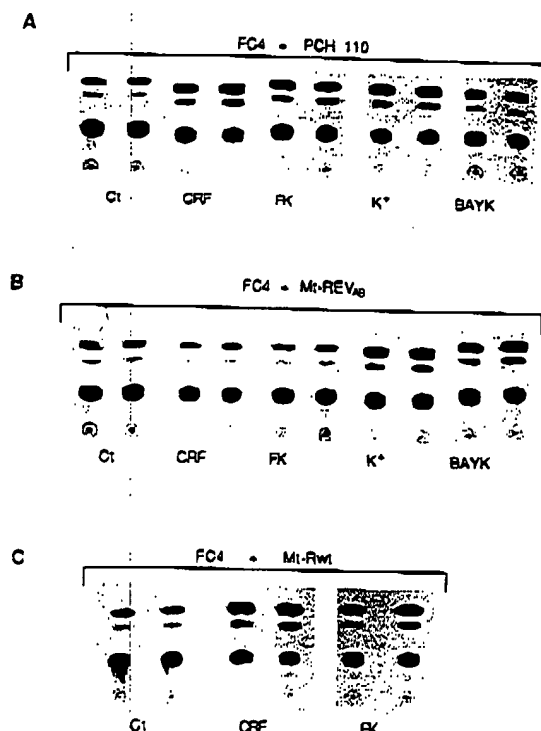 A
FC4 + PCH 110
Ct CRF FK K+ BAYK
B
FC4 + Mt-REVAB
Ct CRF FK K+ BAYK
C
FC4 + Mt-Rwt
Ct CRF FK